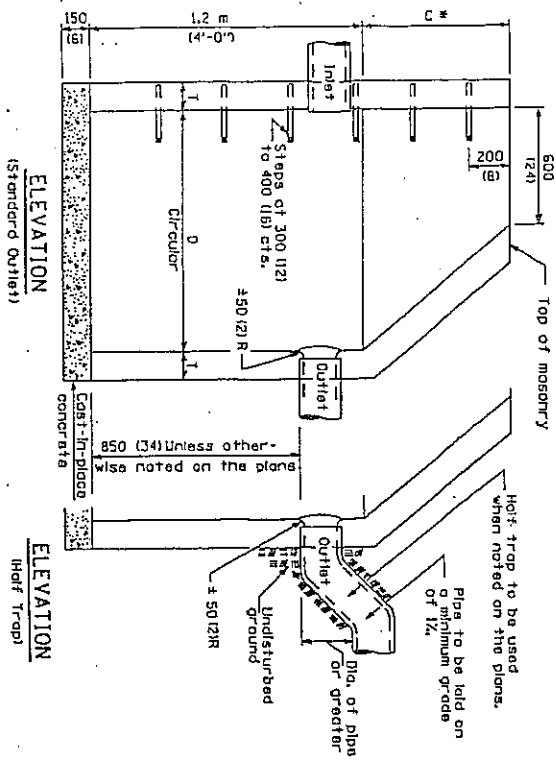 600
(24)
Top of masonry
C *
200
(8)
1.2 m
(4'-0")
Inlet
Steps at 300 (12)
to 400 (16) cts.
±50 (2) R
Outlet
T
D
Circular
T
150
(6)
Cast-in-place
concrete
ELEVATION
(Standard Outlet)
Half trap to be used
when noted on the plans.
Pipe to be laid on
a minimum grade
of 1%.
Outlet
Dia. of pipe
or greater
Undisturbed
ground
± 50 (2)R
850 (34) Unless other-
wise noted on the plans
ELEVATION
(Half Trap)